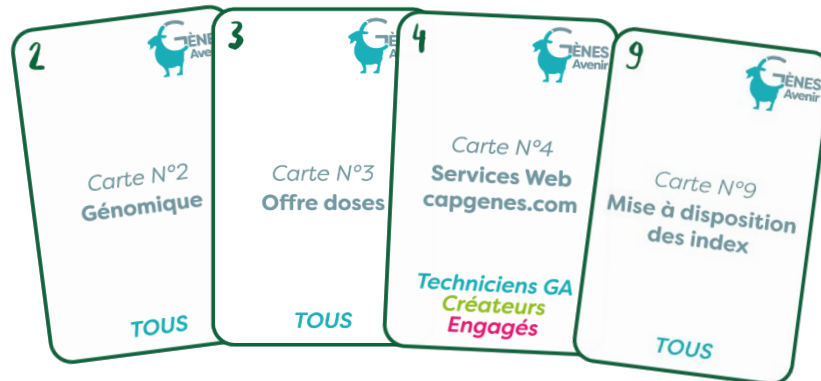 2
GÈNES
Avenir
Carte N°2
Génomique
TOUS
3
GÈNES
Carte N°3
Offre doses
TOUS
4
GÈNES
Avenir
Carte N°4
Services Web
capgenes.com
Techniciens GA
Créateurs
Engagés
9
GÈNES
Avenir
Carte N°9
Mise à disposition
des index
TOUS